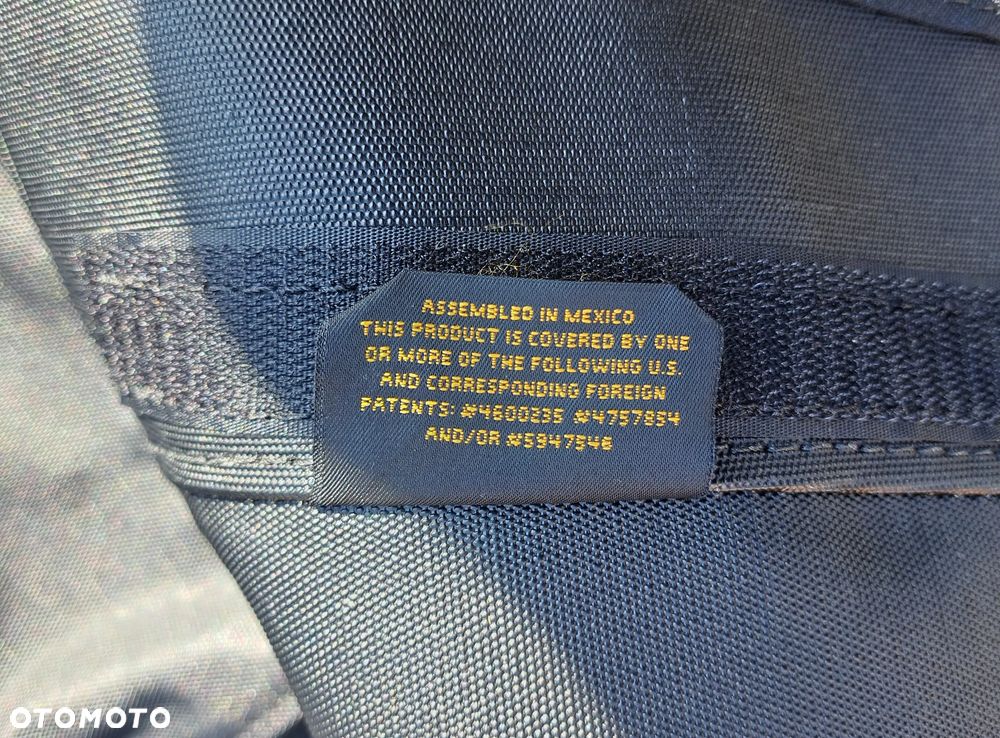 ASSEMBLED IN MEXICO
THIS PRODUCT IS COVERED BY ONE
OR MORE OF THE FOLLOWING U.S.
AND CORRESPONDING FOREIGN
PATENTS: #4600235 #4757854
AND/OR #5947546
OTOMOTO